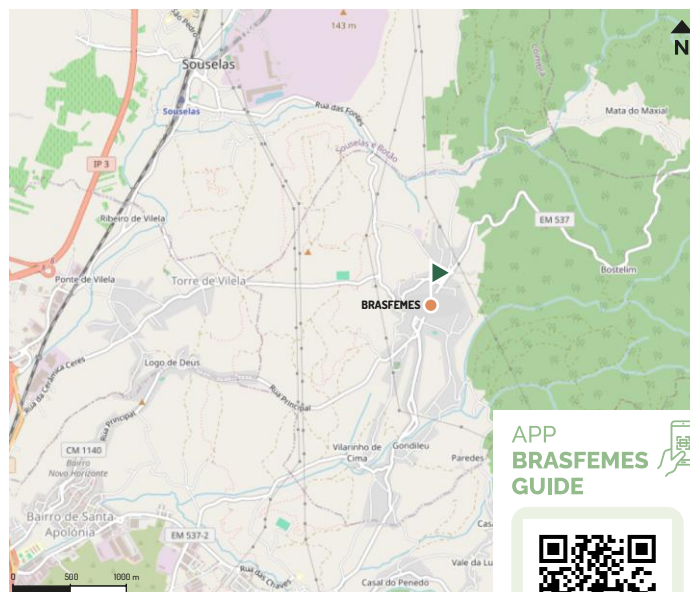 São Pedro
143 m
N
Souselas
Coimbra
Souselas
Rua das Fontes
Mata do Maxial
Souselas e Botão
IP 3
Ribeiro de Vilela
EM 537
Ponte de Vilela
Torre de Vilela
Bostelim
BRASFEMES
Logo de Deus
Rua da Cerâmica Ceres
Rua Principal
Rua Principal
CM 1140
Bairro
Novo Horizonte
Vilarinho de
Cima
Gondileu
Paredes
APP
BRASFEMES
GUIDE
Bairro de Santa
Apolónia
EM 537-2
Rua das Chaves
Vale da Lu
Casal do Penedo
0 500 1000 m